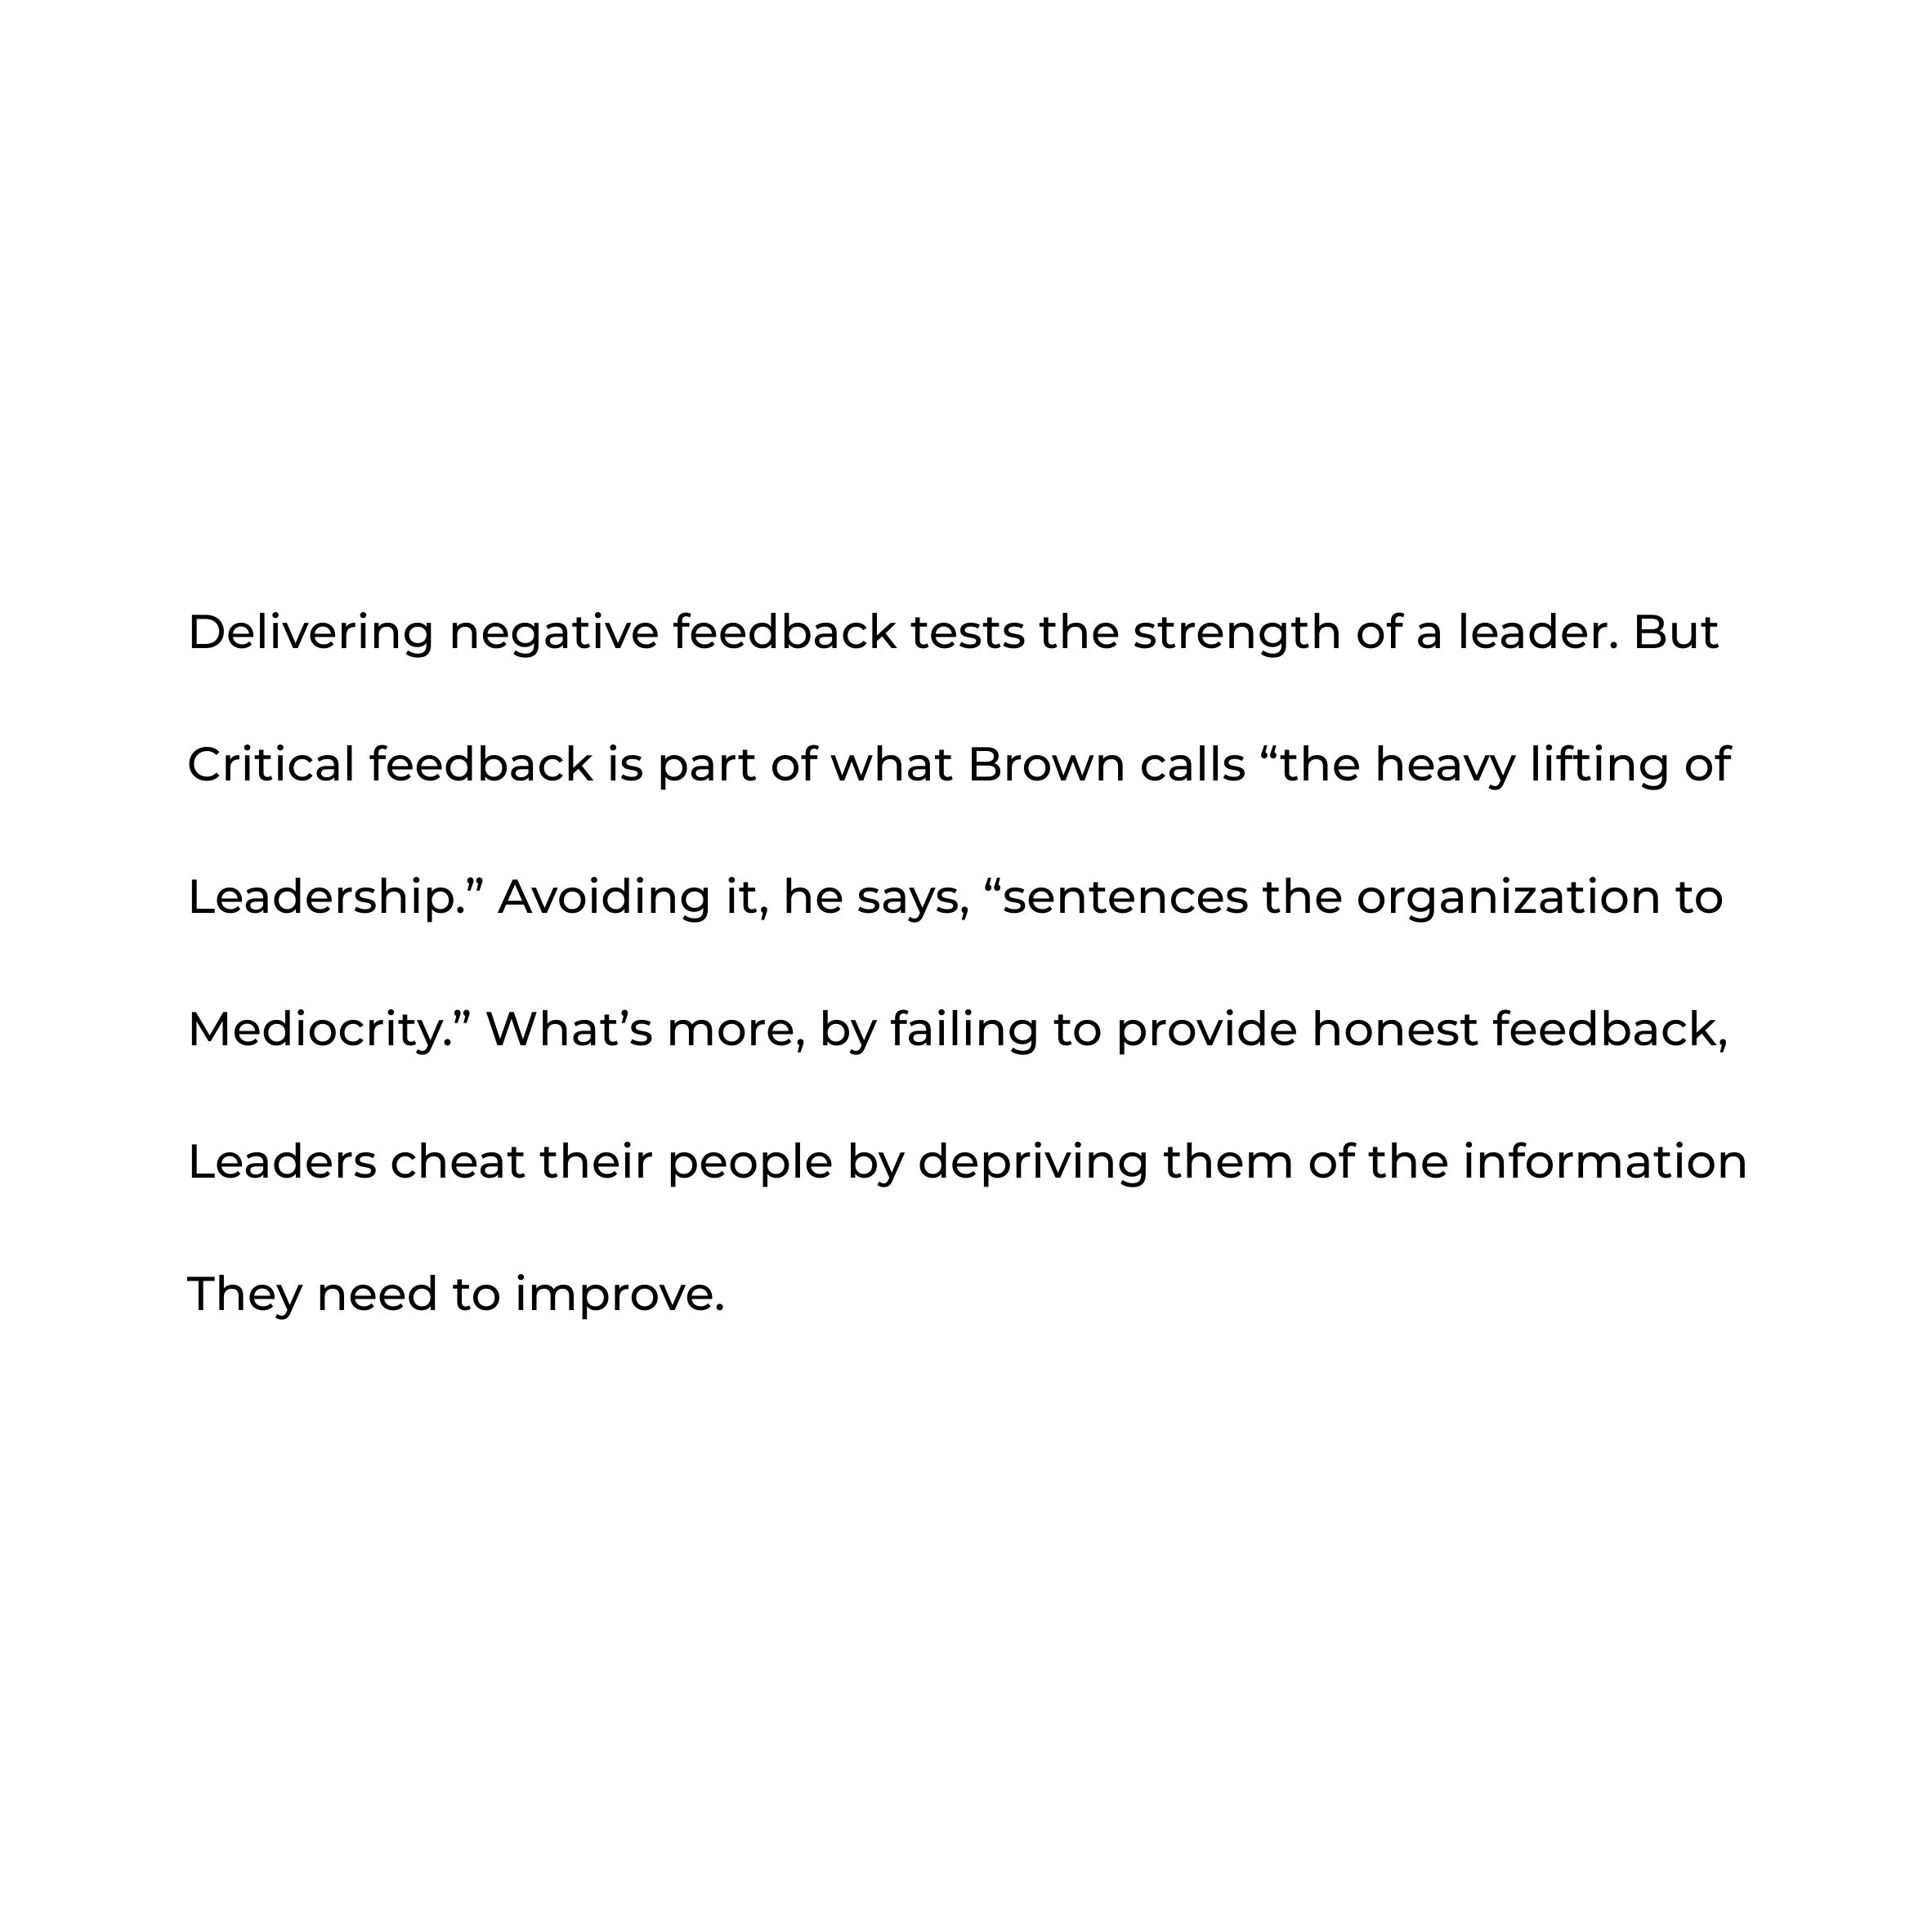 Delivering negative feedback tests the strength of a leader. But
Critical feedback is part of what Brown calls “the heavy lifting of
Leadership.” Avoiding it, he says, “sentences the organization to
Mediocrity.” What’s more, by failing to provide honest feedback,
Leaders cheat their people by depriving them of the information
They need to improve.